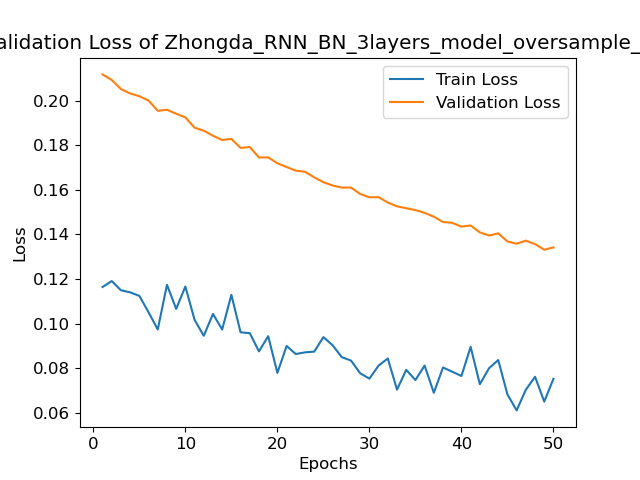 alidation Loss of Zhongda_RNN_BN_3layers_model_oversample_
Train Loss
Validation Loss
0.20
0.18
0.16
0.14
0.12
0.10
0.08
0.06
Loss
0 10 20 30 40 50
Epochs